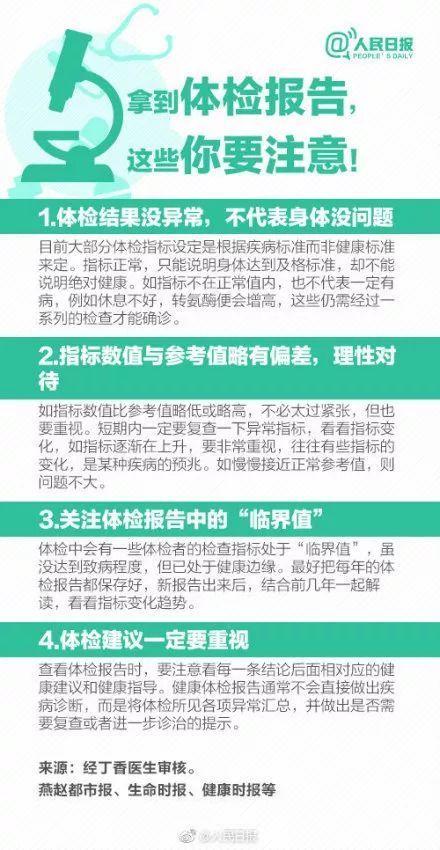 @人民日报
PEOPLE'S DAILY
拿到体检报告，
这些你要注意！
1.体检结果没异常，不代表身体没问题
目前大部分体检指标设定是根据疾病标准而非健康标准
来定。指标正常，只能说明身体达到及格标准，却不能
说明绝对健康。如指标不在正常值内，也不代表一定有
病，例如休息不好，转氨酶便会增高，这些仍需经过一
系列的检查才能确诊。
2.指标数值与参考值略有偏差，理性对
待
如指标数值比参考值略低或略高，不必太过紧张，但也
要重视。短期内一定要复查一下异常指标，看看指标变
化，如指标逐渐在上升，要非常重视，往往有些指标的
变化，是某种疾病的预兆。如慢慢接近正常参考值，则
问题不大。
3.关注体检报告中的“临界值”
体检中会有一些体检者的检查指标处于“临界值”，虽
没达到致病程度，但已处于健康边缘。最好把每年的体
检报告都保存好，新报告出来后，结合前几年一起解
读，看看指标变化趋势。
4.体检建议一定要重视
查看体检报告时，要注意看每一条结论后面相对应的健
康建议和健康指导。健康体检报告通常不会直接做出疾
病诊断，而是将体检所见各项异常汇总，并做出是否需
要复查或者进一步诊治的提示。
来源：经丁香医生审核。
燕赵都市报、生命时报、健康时报等
@人民日报